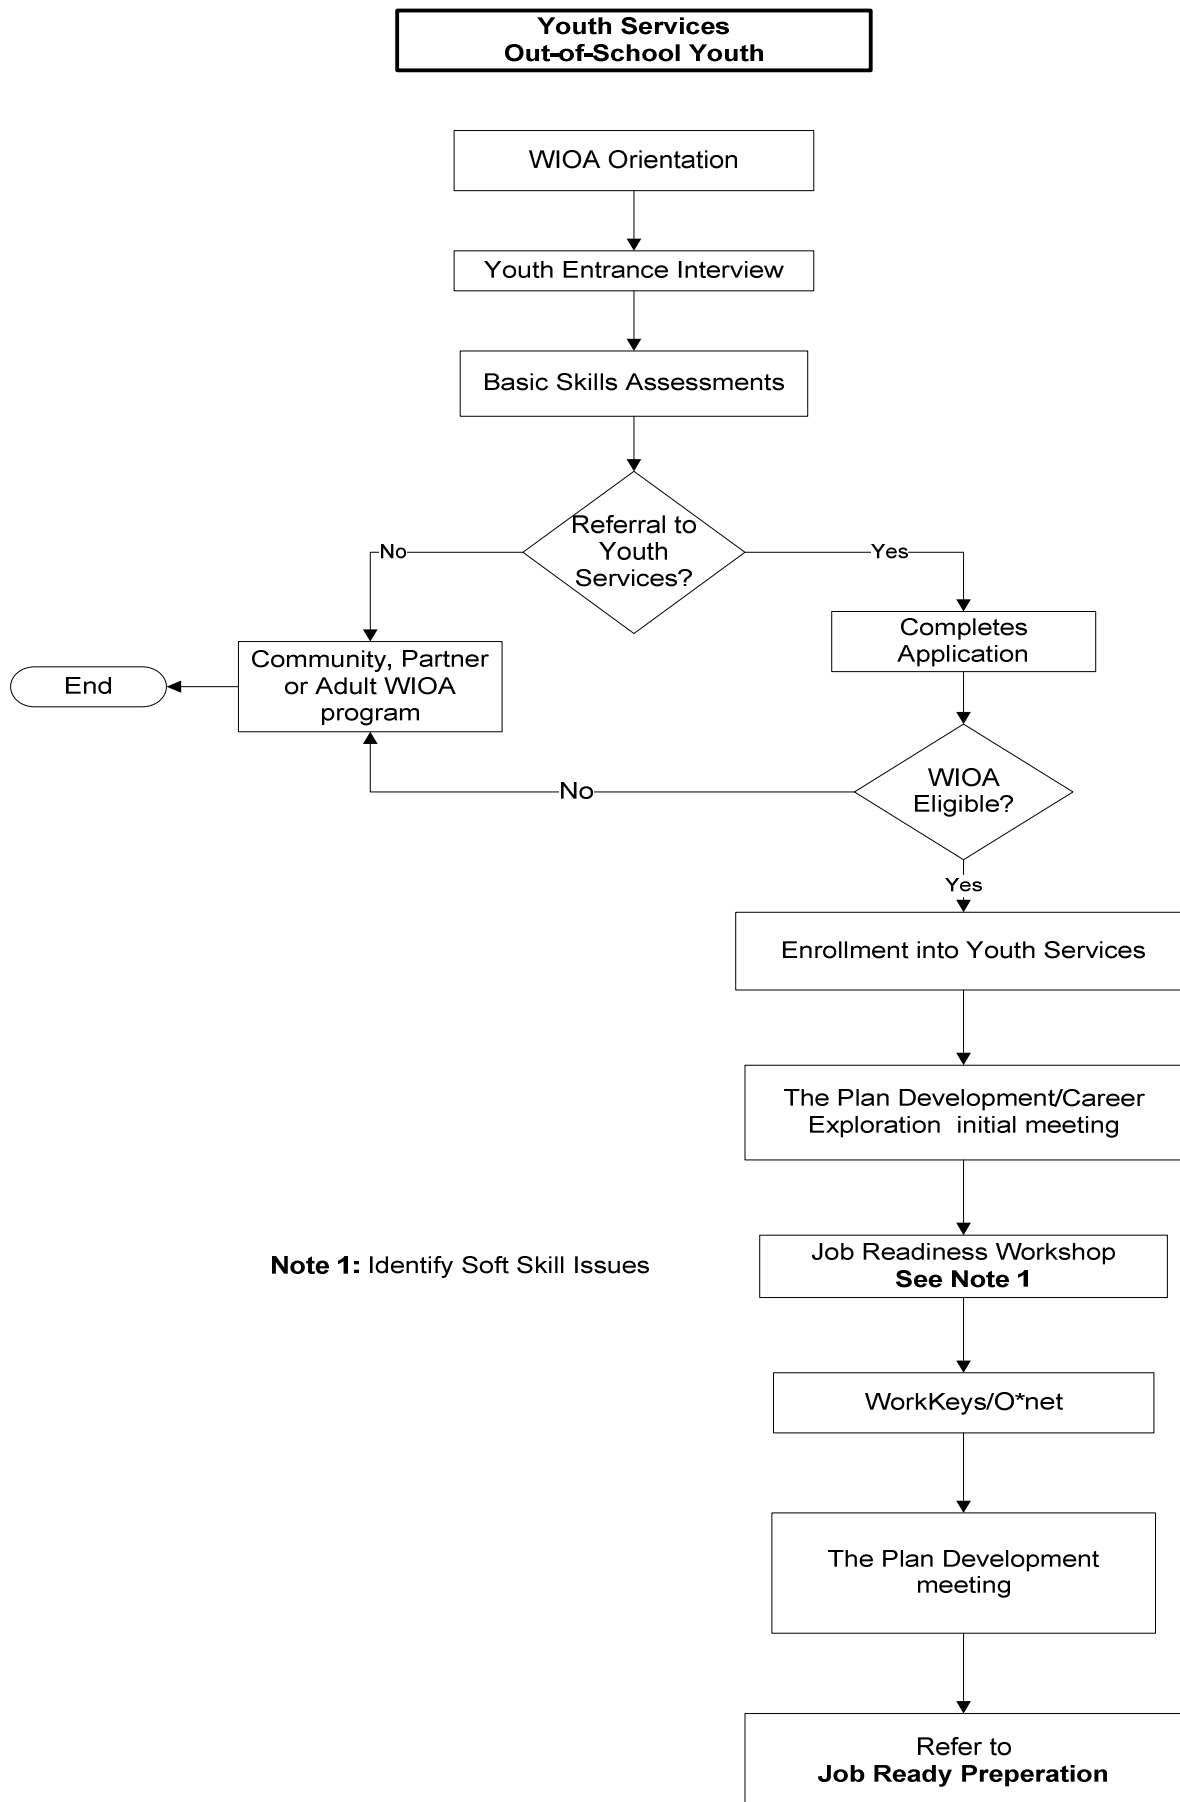 Youth Services
Out-of-School Youth
WIOA Orientation
Youth Entrance Interview
Basic Skills Assessments
Referral to
Youth
Services?
No
Yes
Completes
Application
Community, Partner
or Adult WIOA
program
End
WIOA
Eligible?
No
Yes
Enrollment into Youth Services
The Plan Development/Career
Exploration initial meeting
Job Readiness Workshop
See Note 1
Note 1: Identify Soft Skill Issues
WorkKeys/O*net
The Plan Development
meeting
Refer to
Job Ready Preperation